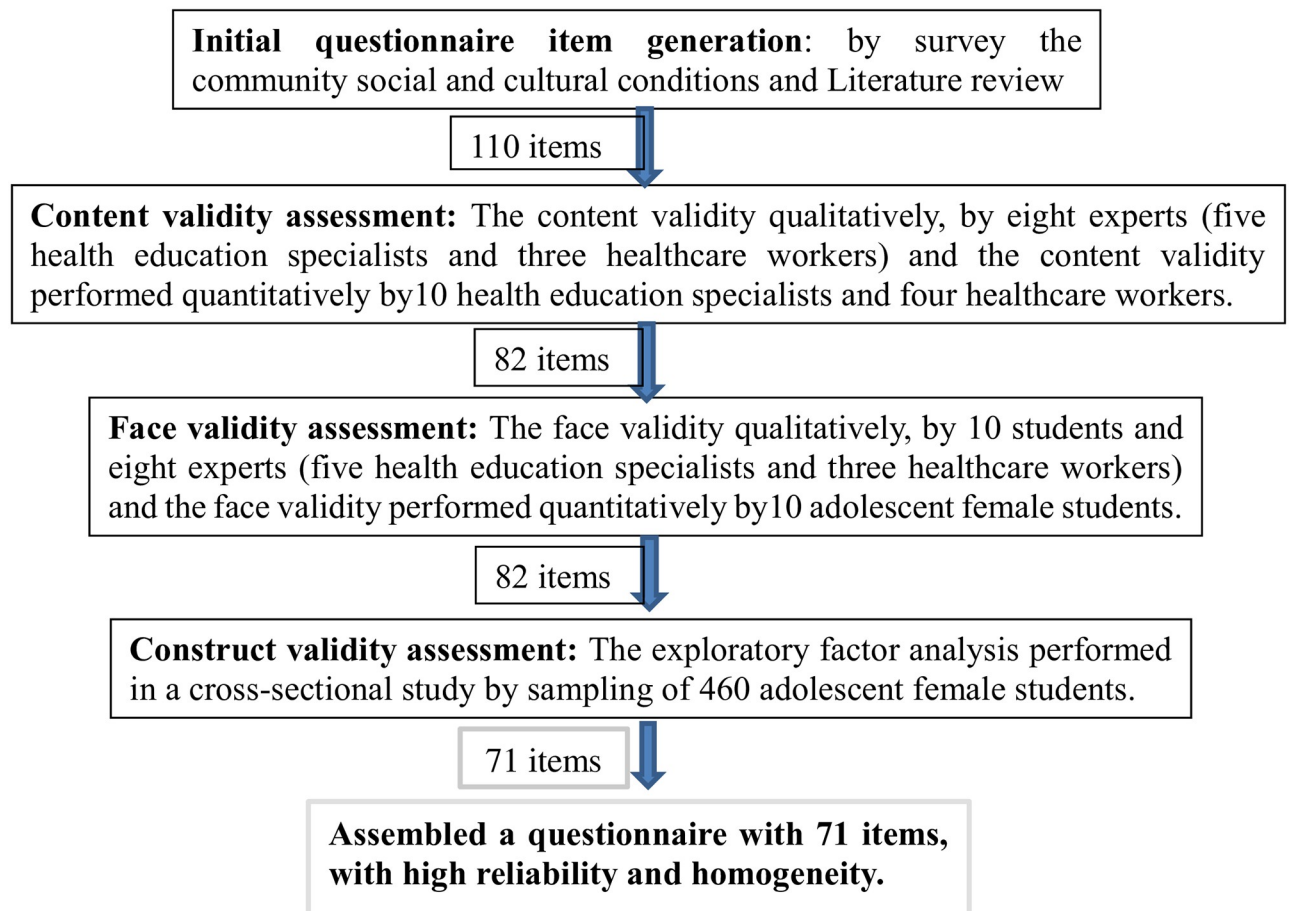 Initial questionnaire item generation: by survey the
community social and cultural conditions and Literature review
110 items
Content validity assessment: The content validity qualitatively, by eight experts (five
health education specialists and three healthcare workers) and the content validity
performed quantitatively by10 health education specialists and four healthcare workers.
82 items
Face validity assessment: The face validity qualitatively, by 10 students and
eight experts (five health education specialists and three healthcare workers)
and the face validity performed quantitatively by10 adolescent female students.
82 items
Construct validity assessment: The exploratory factor analysis performed
in a cross-sectional study by sampling of 460 adolescent female students.
71 items
Assembled a questionnaire with 71 items,
with high reliability and homogeneity.